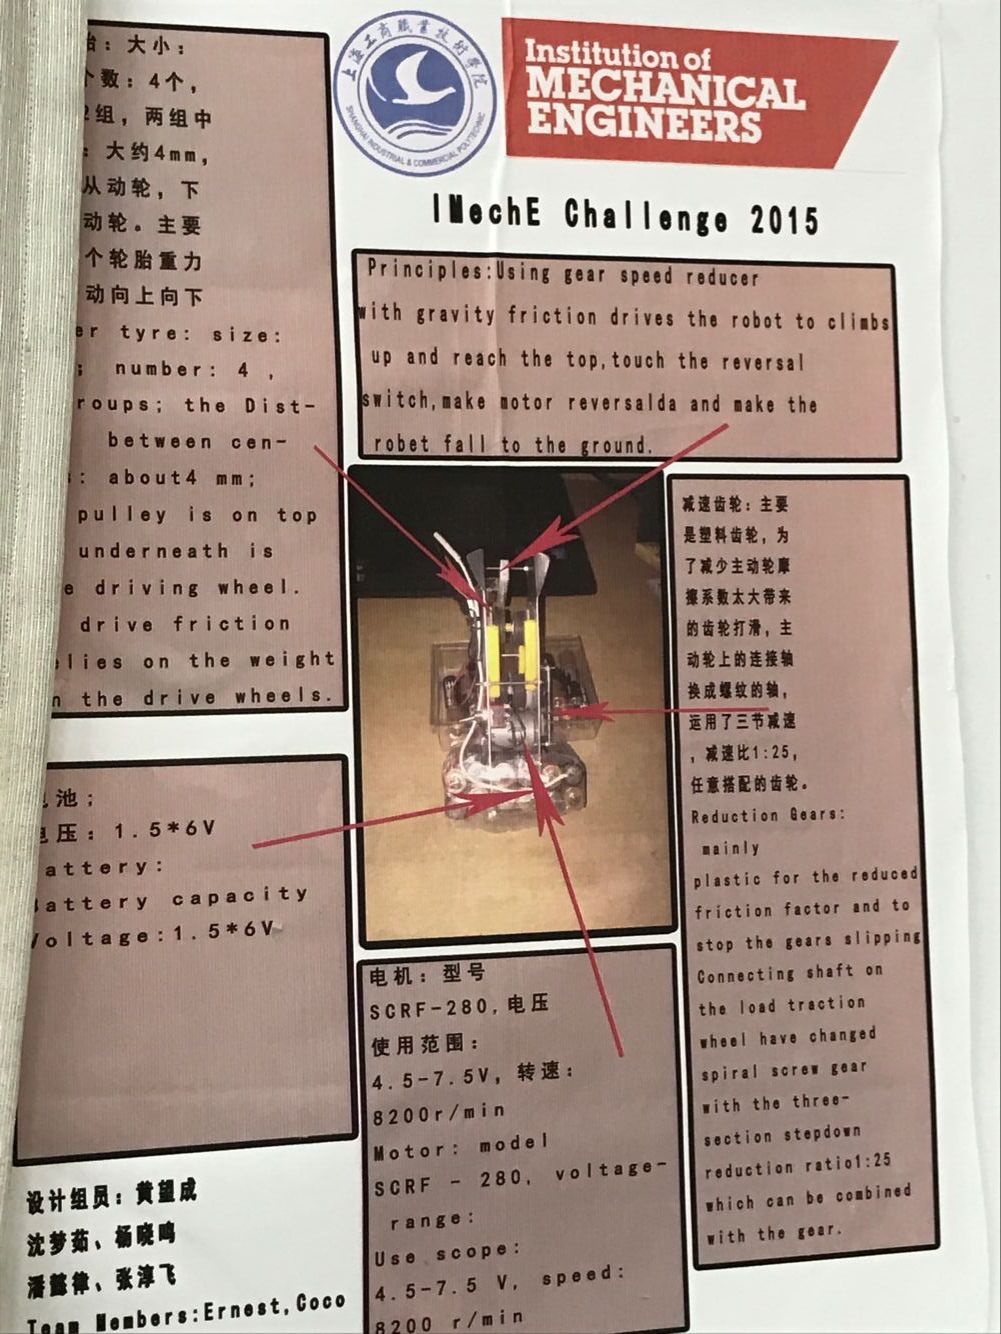 上海工商職業技術學院
SHANGHAI INDUSTRIAL & COMMERCIAL POLYTECHNIC
Institution of
MECHANICAL
ENGINEERS
IMechE Challenge 2015
Principles:Using gear speed reducer
with gravity friction drives the robot to climbs
up and reach the top,touch the reversal
switch,make motor reversalda and make the
robet fall to the ground.
胎：大小：
个数：4个，
2组，两组中
：大约4mm，
从动轮，下
动轮。主要
个轮胎重力
动向上向下
er tyre: size:
; number: 4 ,
roups; the Dist-
between cen-
: about4 mm;
pulley is on top
underneath is
e driving wheel.
drive friction
elies on the weight
n the drive wheels.
电池；
电压：1.5*6V
Battery:
Battery capacity
Voltage:1.5*6V
减速齿轮：主要
是塑料齿轮，为
了减少主动轮摩
擦系数太大带来
的齿轮打滑，主
动轮上的连接轴
换成螺纹的轴，
运用了三节减速
，减速比1:25，
任意搭配的齿轮。
Reduction Gears:
mainly
plastic for the reduced
friction factor and to
stop the gears slipping
Connecting shaft on
the load traction
wheel have changed
spiral screw gear
with the three-
section stepdown
reduction ratio1:25
which can be combined
with the gear.
电机：型号
SCRF-280,电压
使用范围：
4.5-7.5V，转速：
8200r/min
Motor: model
SCRF - 280, voltage-
range:
Use scope:
4.5-7.5 V, speed:
8200 r/min
设计组员：黄望成
沈梦茹、杨晓鸣
潘懿律、张淳飞
Team Members:Ernest,Coco